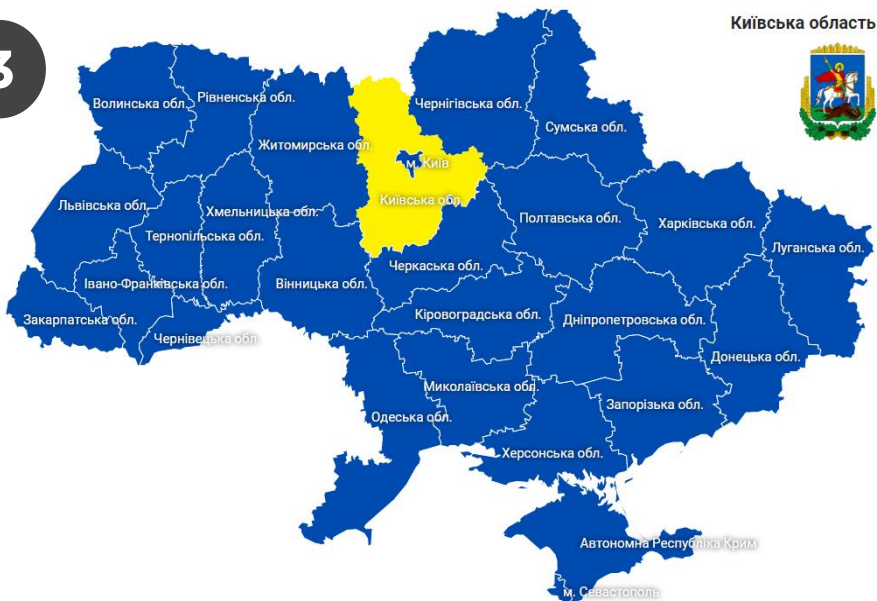 3
Київська область
Волинська обл.
Рівненська обл.
Чернігівська обл.
Сумська обл.
Житомирська обл.
м. Київ
Київська обл.
Львівська обл.
Хмельницька обл.
Тернопільська обл.
Полтавська обл.
Харківська обл.
Луганська обл.
Черкаська обл.
Івано-Франківська обл.
Вінницька обл.
Закарпатська обл.
Чернівецька обл.
Кіровоградська обл.
Дніпропетровська обл.
Донецька обл.
Миколаївська обл.
Запорізька обл.
Одеська обл.
Херсонська обл.
Автономна Республіка Крим
м. Севастополь